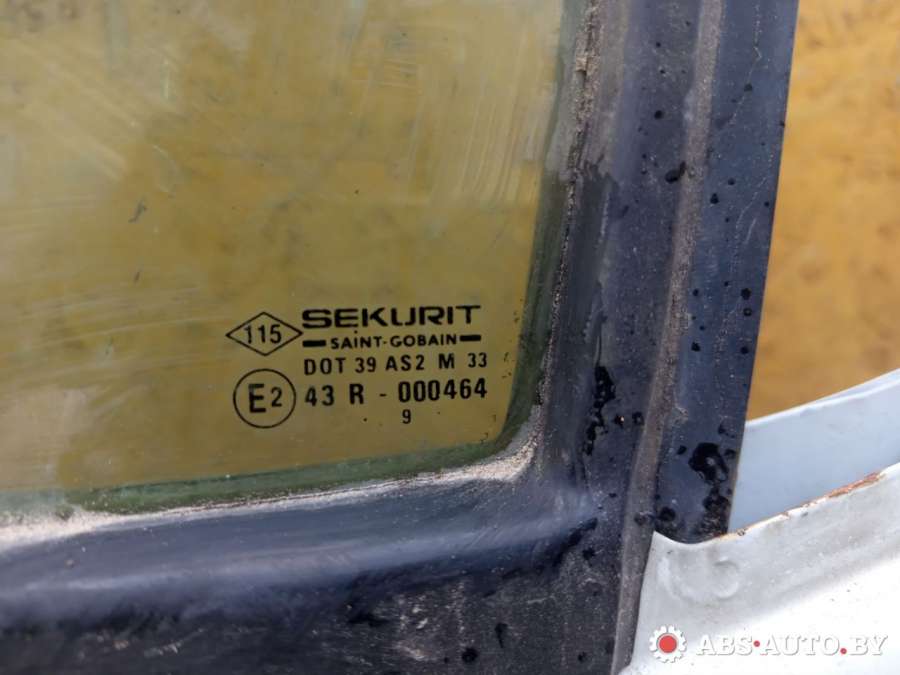 115 SEKURIT
SAINT-GOBAIN
DOT 39 AS2 M 33
E2 43 R - 000464
9
ABS-AUTO.BY